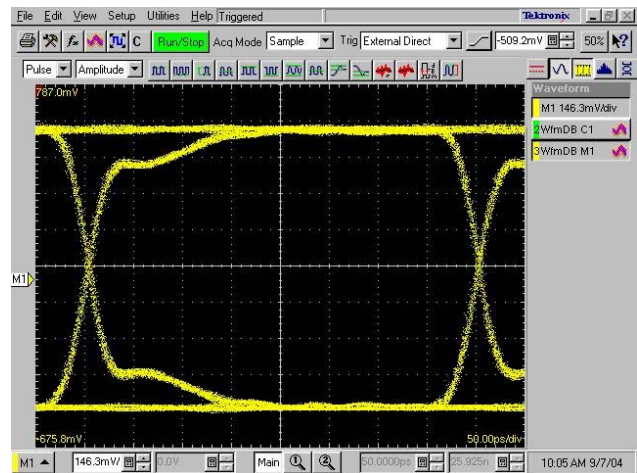 File Edit View Setup Utilities Help Triggered Tektronix
C Run/Stop Acq Mode Sample Trig External Direct -509.2mV 50%
Pulse Amplitude
787.0mV
Waveform
M1 146.3mV/div
2 WfmDB C1
3 WfmDB M1
M1
-675.8mV
50.00ps/div
M1 146.3mV/ 0.0V Main 50.0000ps 25.925n 10:05 AM 9/7/04